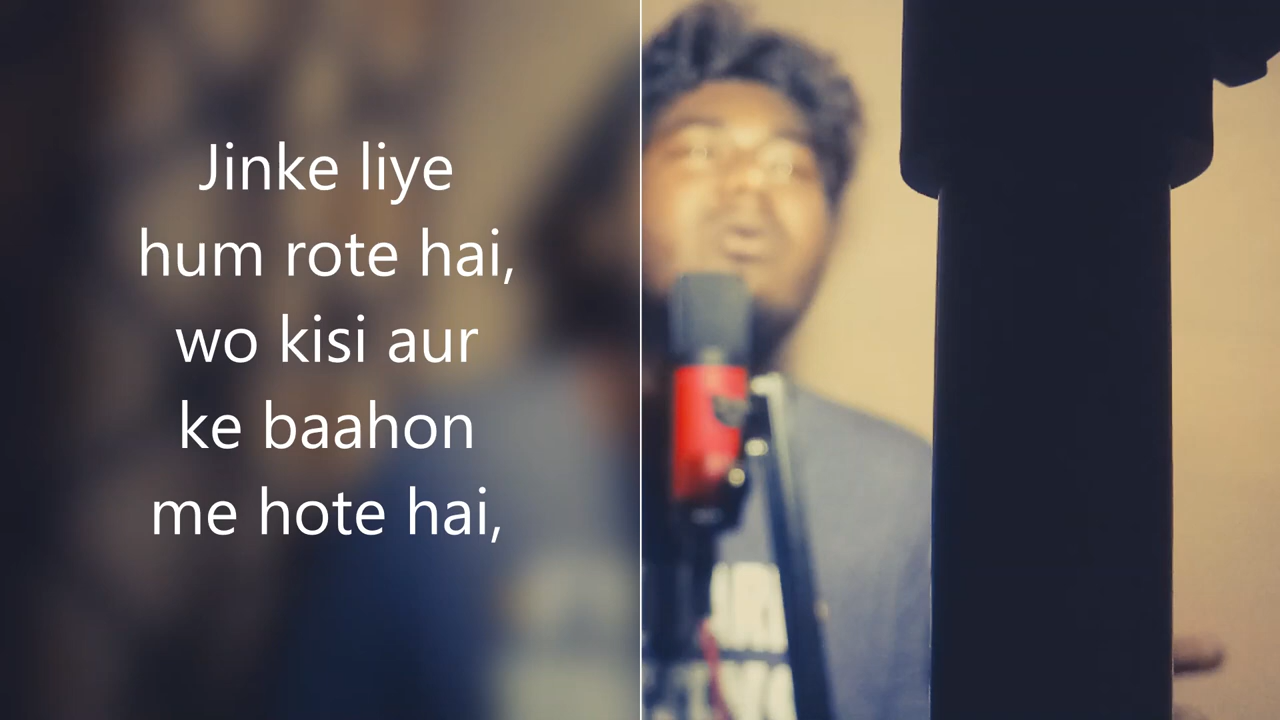 Jinke liye
hum rote hai,
wo kisi aur
ke baahon
me hote hai,